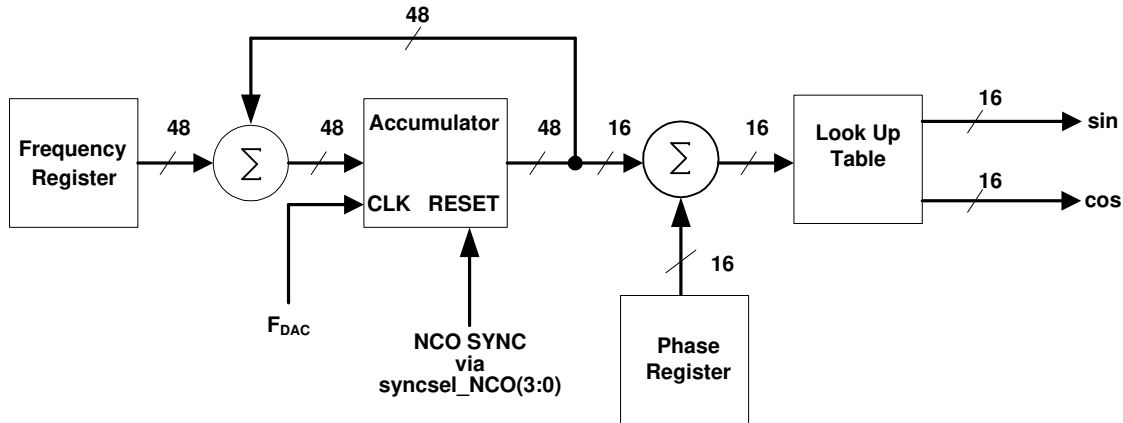 48
Frequency
Register
48
Σ
48
Accumulator
CLK RESET
48
16
Σ
16
Look Up
Table
16
sin
16
cos
F_DAC
NCO SYNC
via
syncsel_NCO(3:0)
16
Phase
Register